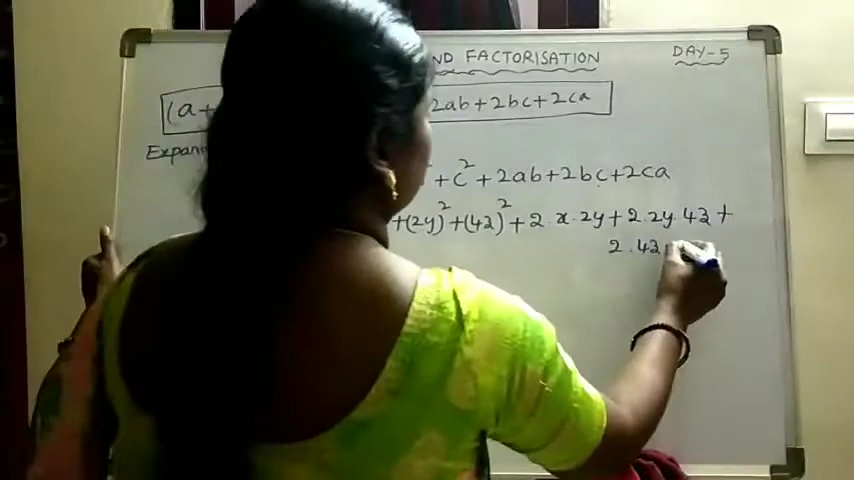 ND FACTORISATION DAY-5
(a+ 2ab+2bc+2ca
Expan
+c²+2ab+2bc+2ca
+(2y)²+(4z)²+2.x.2y+2.2y.4z+
2.4z